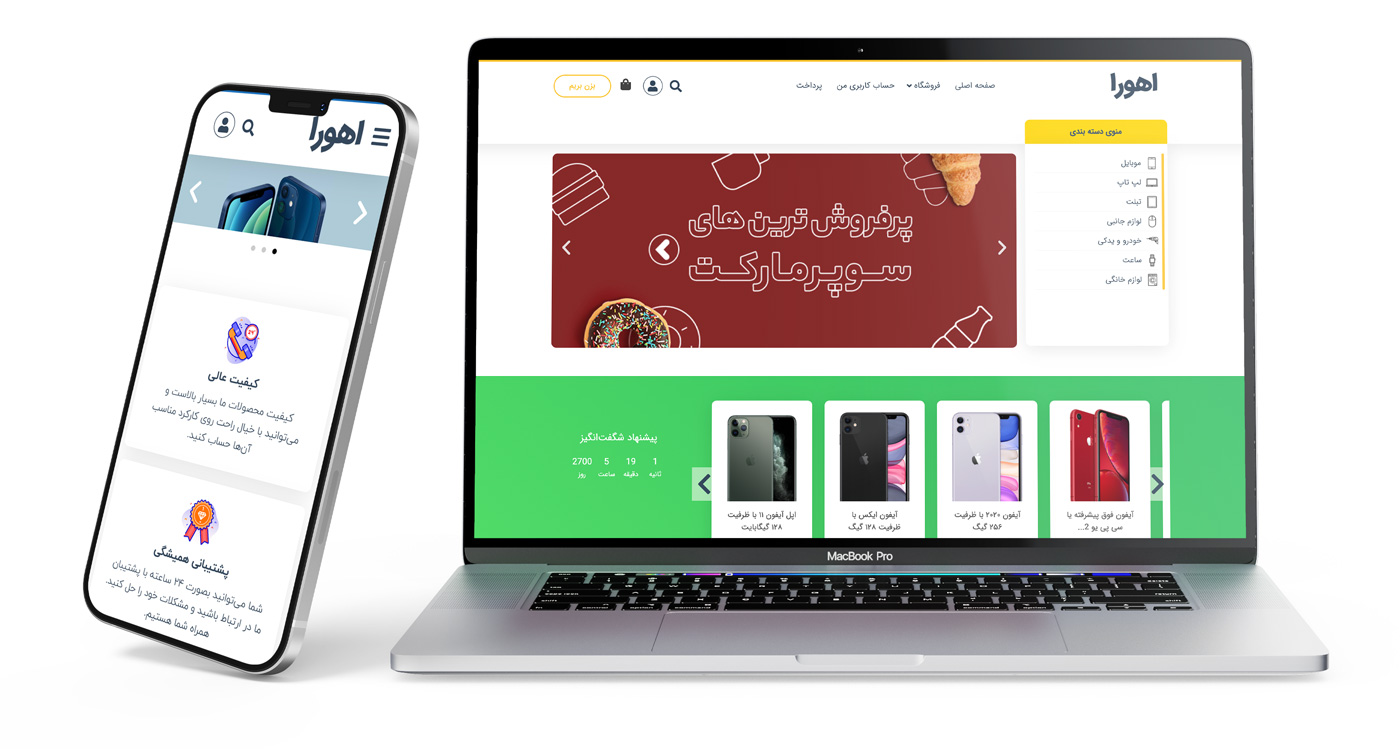 اهورا
کیفیت عالی
کیفیت محصولات ما بسیار بالاست و
می‌توانید با خیال راحت روی کارکرد مناسب
آن‌ها حساب کنید.
پشتیبانی همیشگی
شما می‌توانید بصورت ۲۴ ساعته با پشتیبان
ما در ارتباط باشید و مشکلات خود را حل کنید.
همراه شما هستیم.
اهورا
صفحه اصلی فروشگاه حساب کاربری من پرداخت
بزن بریم
منوی دسته بندی
موبایل
لپ تاپ
تبلت
لوازم جانبی
خودرو و یدکی
ساعت
لوازم خانگی
پرفروش ترین های
سوپرمارکت
پیشنهاد شگفت‌انگیز
2700 5 19 1
روز ساعت دقیقه ثانیه
اپل آیفون ۱۱ با ظرفیت
۱۲۸ گیگابایت
آیفون ایکس با
ظرفیت ۱۲۸ گیگ
آیفون ۲۰۲۰ با ظرفیت
۲۵۶ گیگ
آیفون فوق پیشرفته با
سی پی یو 2...
MacBook Pro